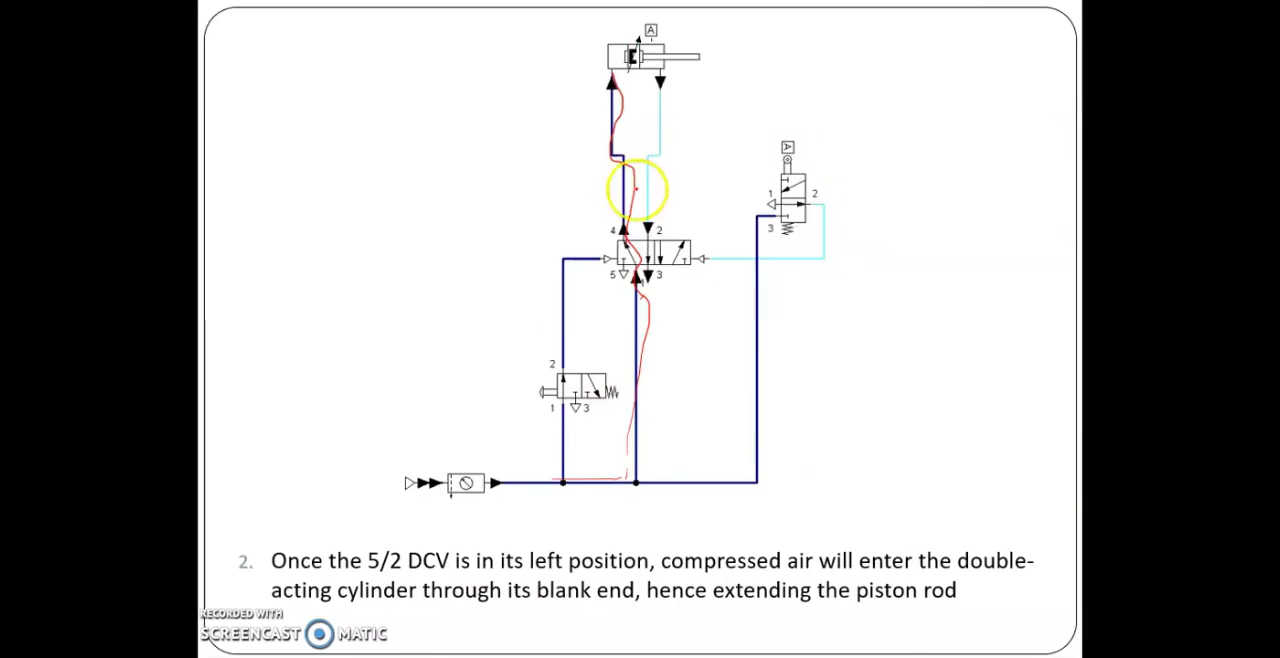 A
A
1
2
3
4
2
5
1
3
2
1
3
2. Once the 5/2 DCV is in its left position, compressed air will enter the double-
acting cylinder through its blank end, hence extending the piston rod
RECORDED WITH
SCREENCAST MATIC